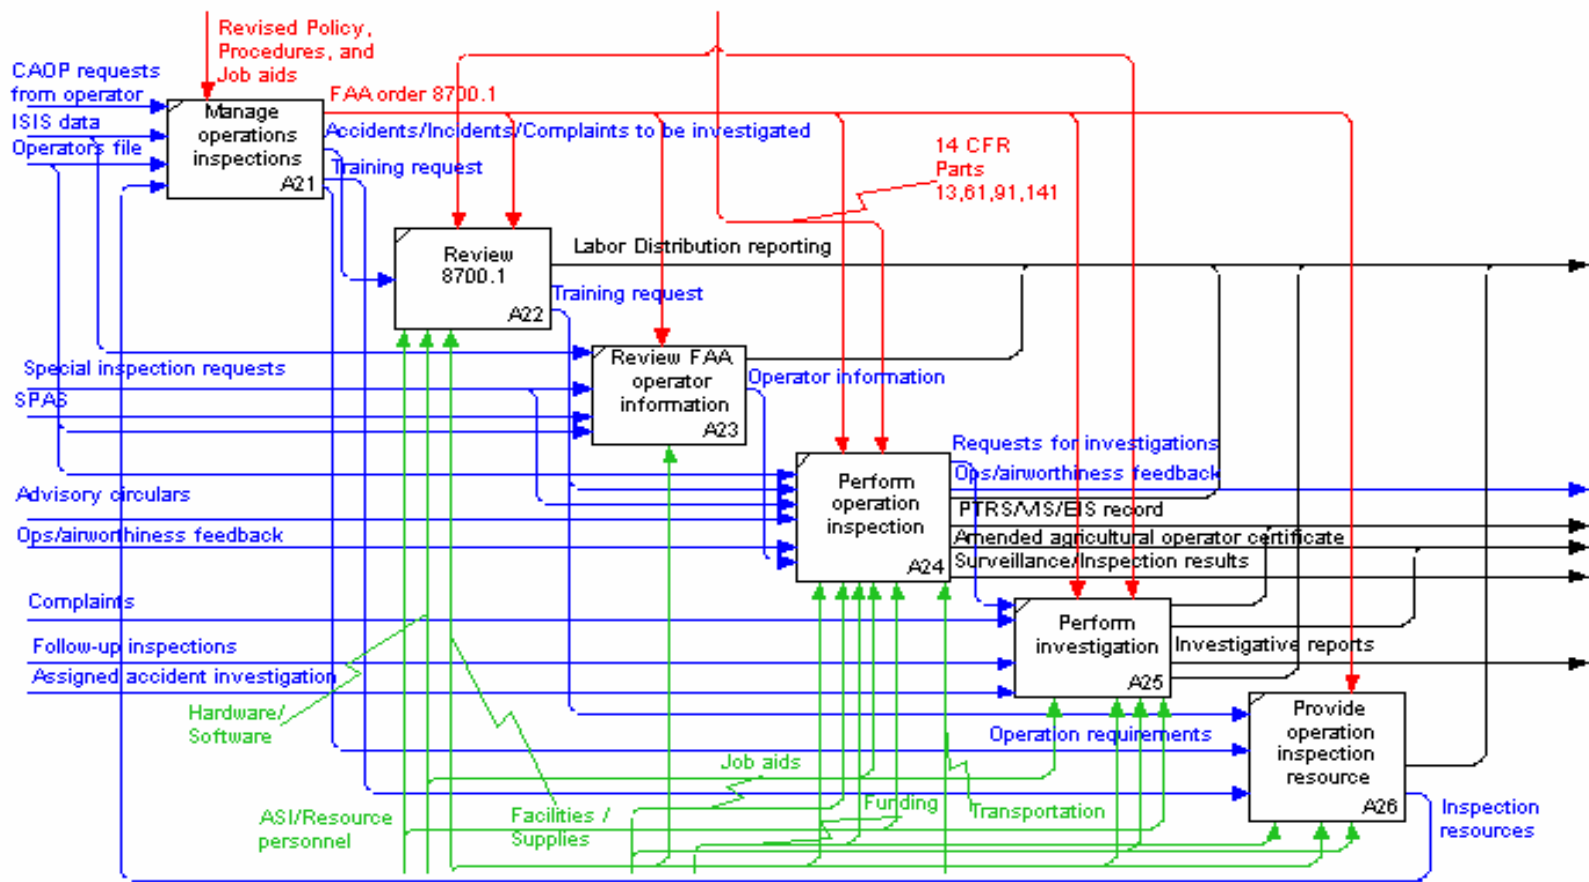 Revised Policy,
Procedures, and
Job aids
CAOP requests
from operator
ISIS data
Operators file
Manage
operations
inspections
A21
FAA order 8700.1
Accidents/Incidents/Complaints to be investigated
Training request
14 CFR
Parts
13,61,91,141
Review
8700.1
A22
Labor Distribution reporting
Training request
Special inspection requests
SPAS
Review FAA
operator
information
A23
Operator information
Advisory circulars
Ops/airworthiness feedback
Perform
operation
inspection
A24
Requests for investigations
Ops/airworthiness feedback
PTRS/VIS/EIS record
Amended agricultural operator certificate
Surveillance/Inspection results
Complaints
Follow-up inspections
Assigned accident investigation
Perform
investigation
A25
Investigative reports
Hardware/
Software
Operation requirements
Provide
operation
inspection
resource
A26
Job aids
Funding
Transportation
ASI/Resource
personnel
Facilities /
Supplies
Inspection
resources